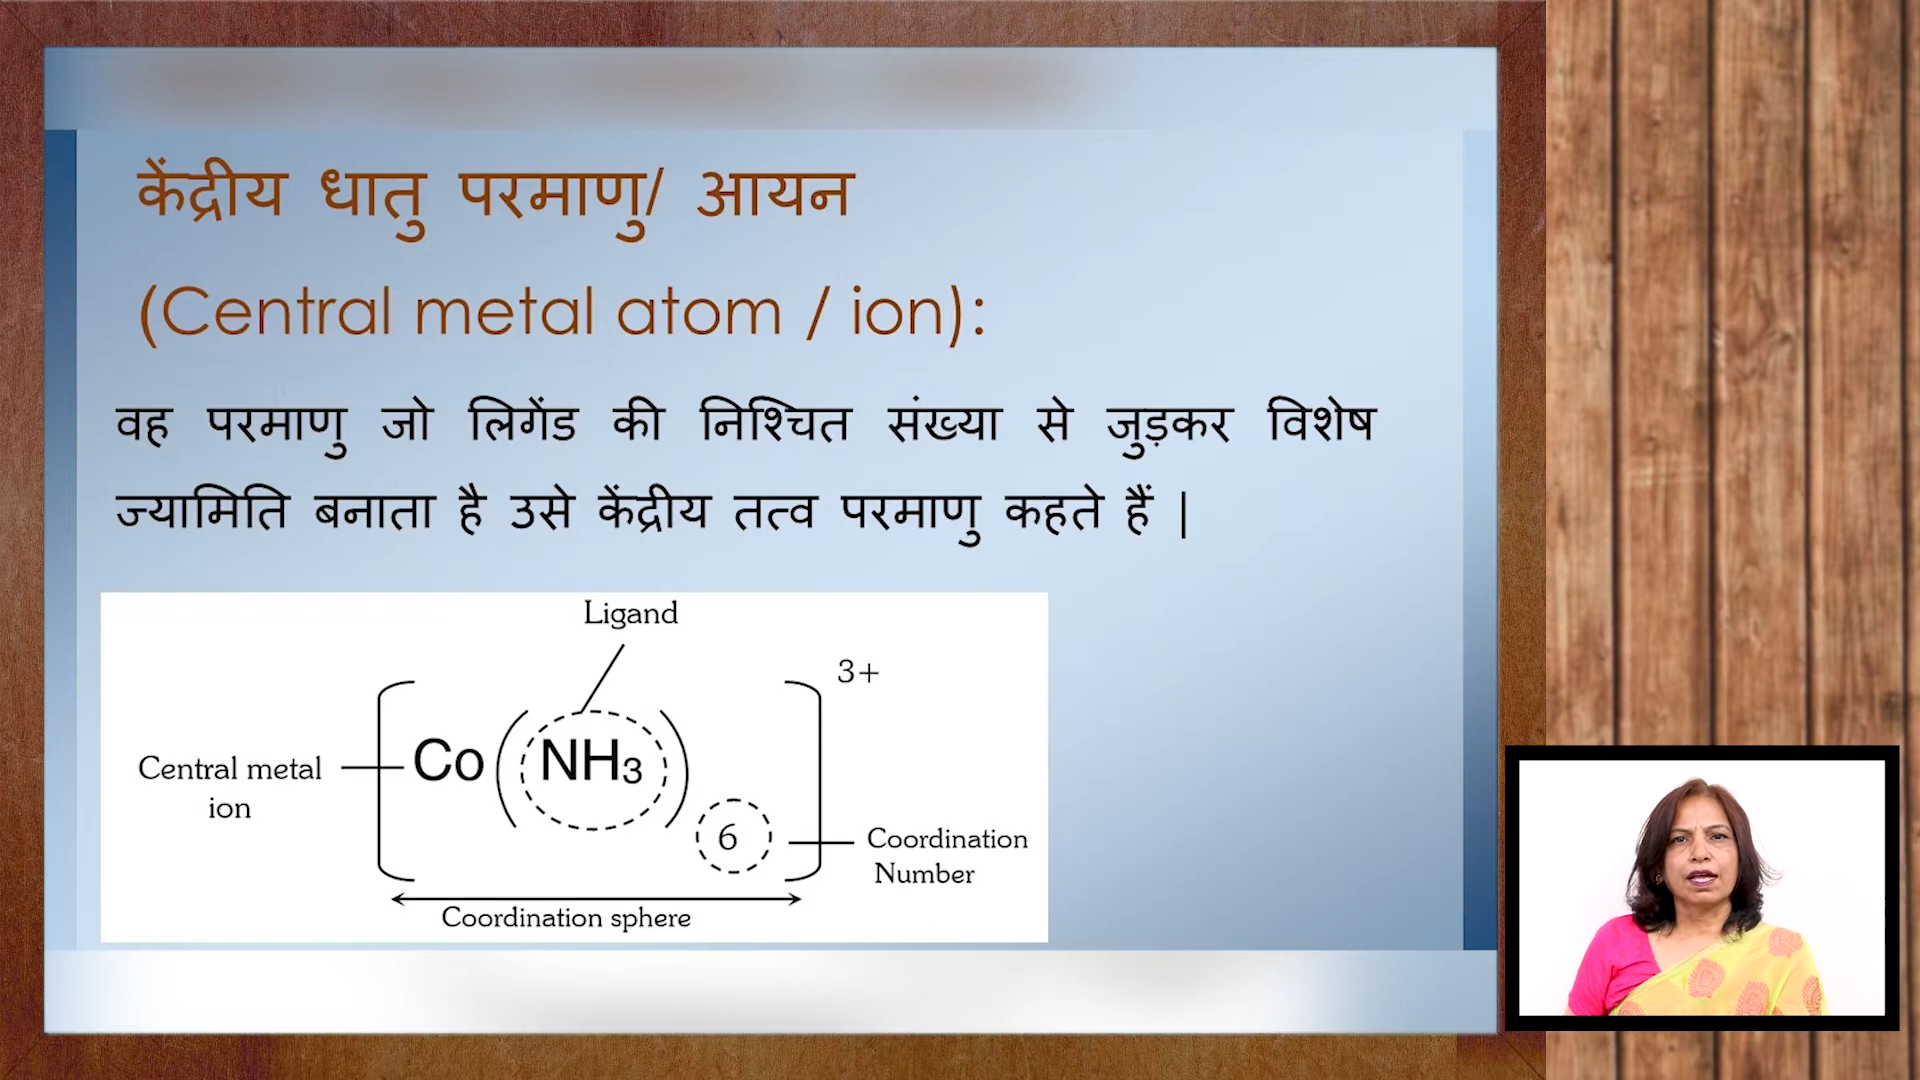 केंद्रीय धातु परमाणु/ आयन
(Central metal atom / ion):
वह परमाणु जो लिगेंड की निश्चित संख्या से जुड़कर विशेष
ज्यामिति बनाता है उसे केंद्रीय तत्व परमाणु कहते हैं |
Ligand
3+
Co(NH3)
Central metal
ion
6
Coordination
Number
Coordination sphere